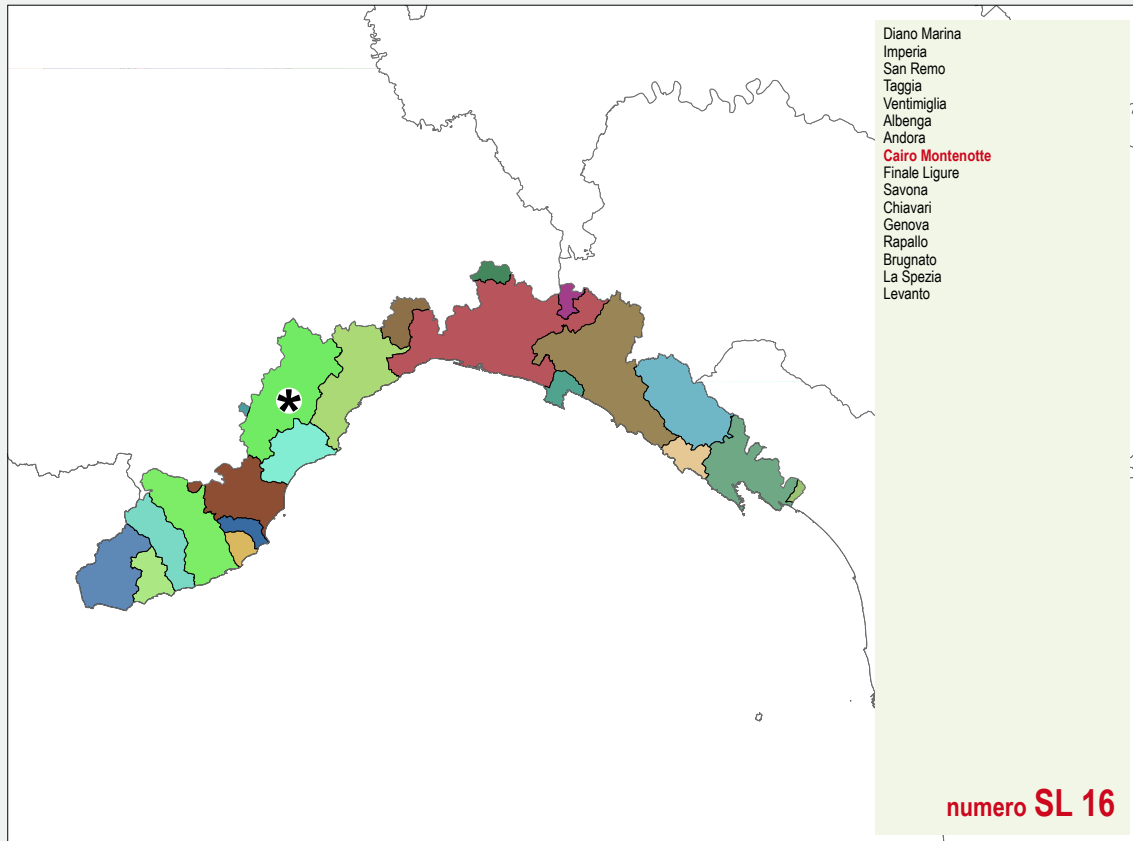 Diano Marina
Imperia
San Remo
Taggia
Ventimiglia
Albenga
Andora
Cairo Montenotte
Finale Ligure
Savona
Chiavari
Genova
Rapallo
Brugnato
La Spezia
Levanto
*
numero SL 16